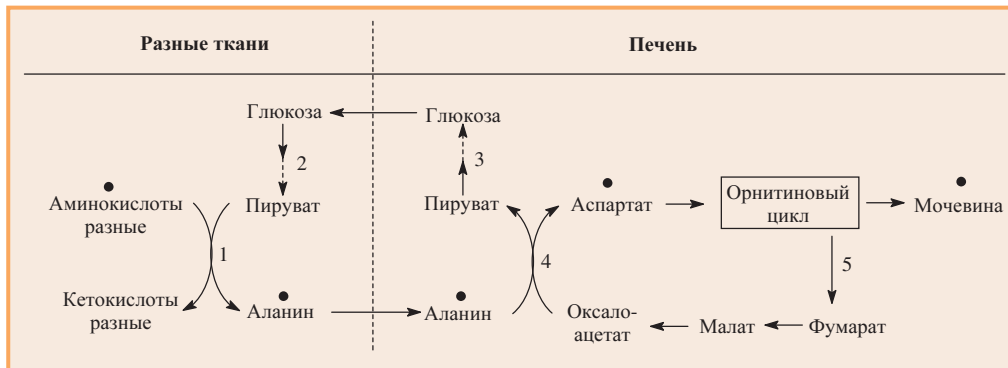 Разные ткани
Печень
Глюкоза
Глюкоза
2
3
Аминокислоты
разные
Пируват
Пируват
Аспартат
Орнитиновый
цикл
Мочевина
1
4
5
Кетокислоты
разные
Аланин
Аланин
Оксало-
ацетат
Малат
Фумарат